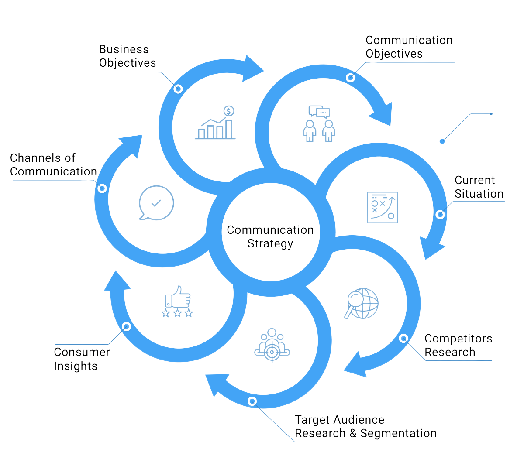 Business
Objectives
Communication
Objectives
Channels of
Communication
$
Current
Situation
Communication
Strategy
Competitors
Research
Consumer
Insights
Target Audience
Research & Segmentation